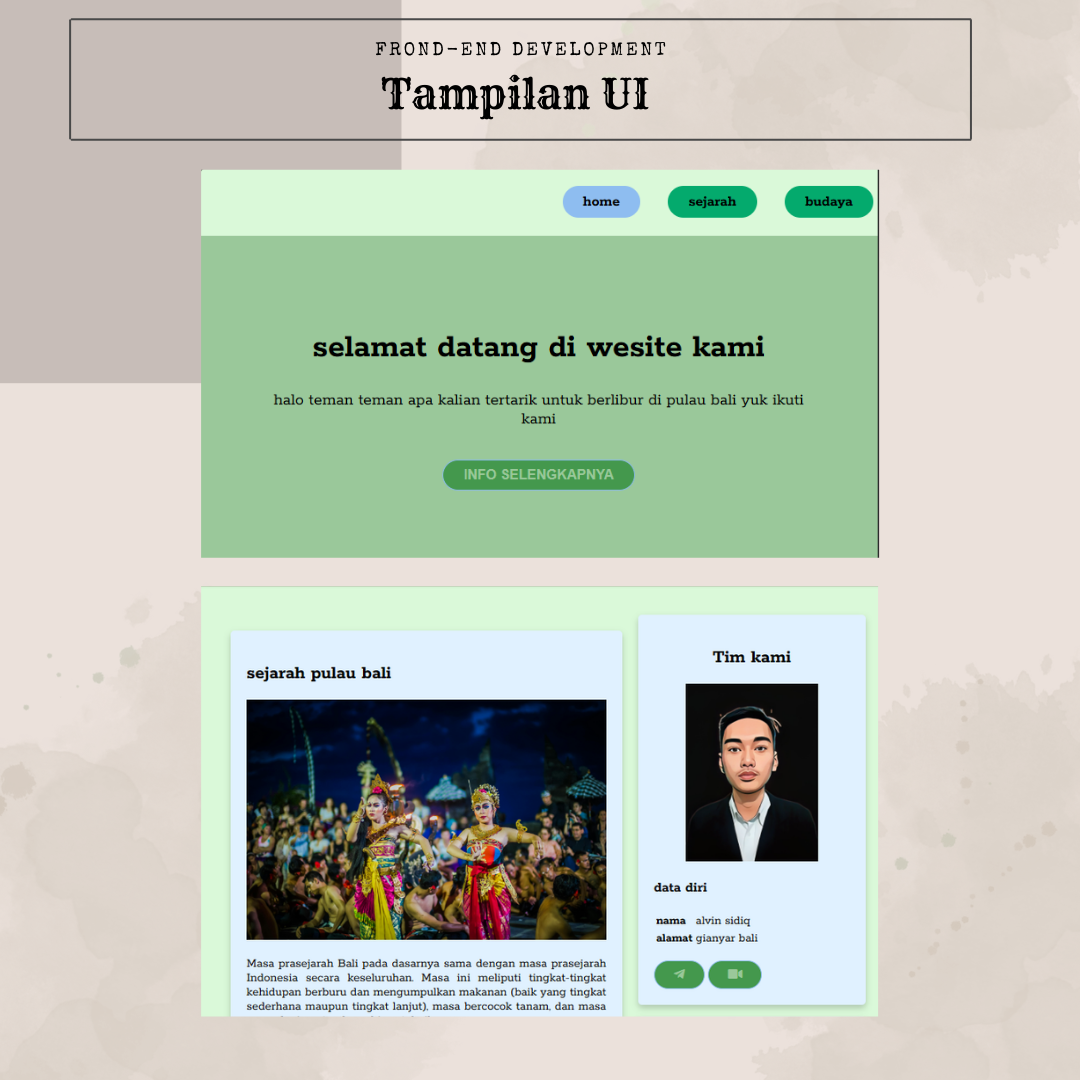 FROND-END DEVELOPMENT
Tampilan UI
home
sejarah
budaya
selamat datang di wesite kami
halo teman teman apa kalian tertarik untuk berlibur di pulau bali yuk ikuti
kami
INFO SELENGKAPNYA
sejarah pulau bali
Masa prasejarah Bali pada dasarnya sama dengan masa prasejarah
Indonesia secara keseluruhan. Masa ini meliputi tingkat-tingkat
kehidupan berburu dan mengumpulkan makanan (baik yang tingkat
sederhana maupun tingkat lanjut), masa bercocok tanam, dan masa
Tim kami
data diri
nama alvin sidiq
alamat gianyar bali